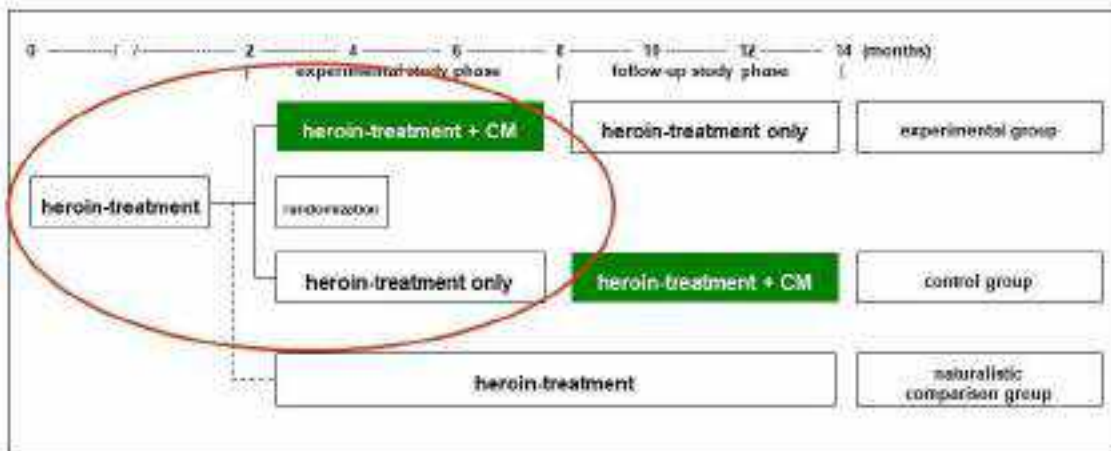 0 2 4 6 8 10 12 14 (months)
experimental study phase follow-up study phase
heroin-treatment + CM heroin-treatment only experimental group
heroin-treatment randomization
heroin-treatment only heroin-treatment + CM control group
heroin-treatment naturalistic
comparison group